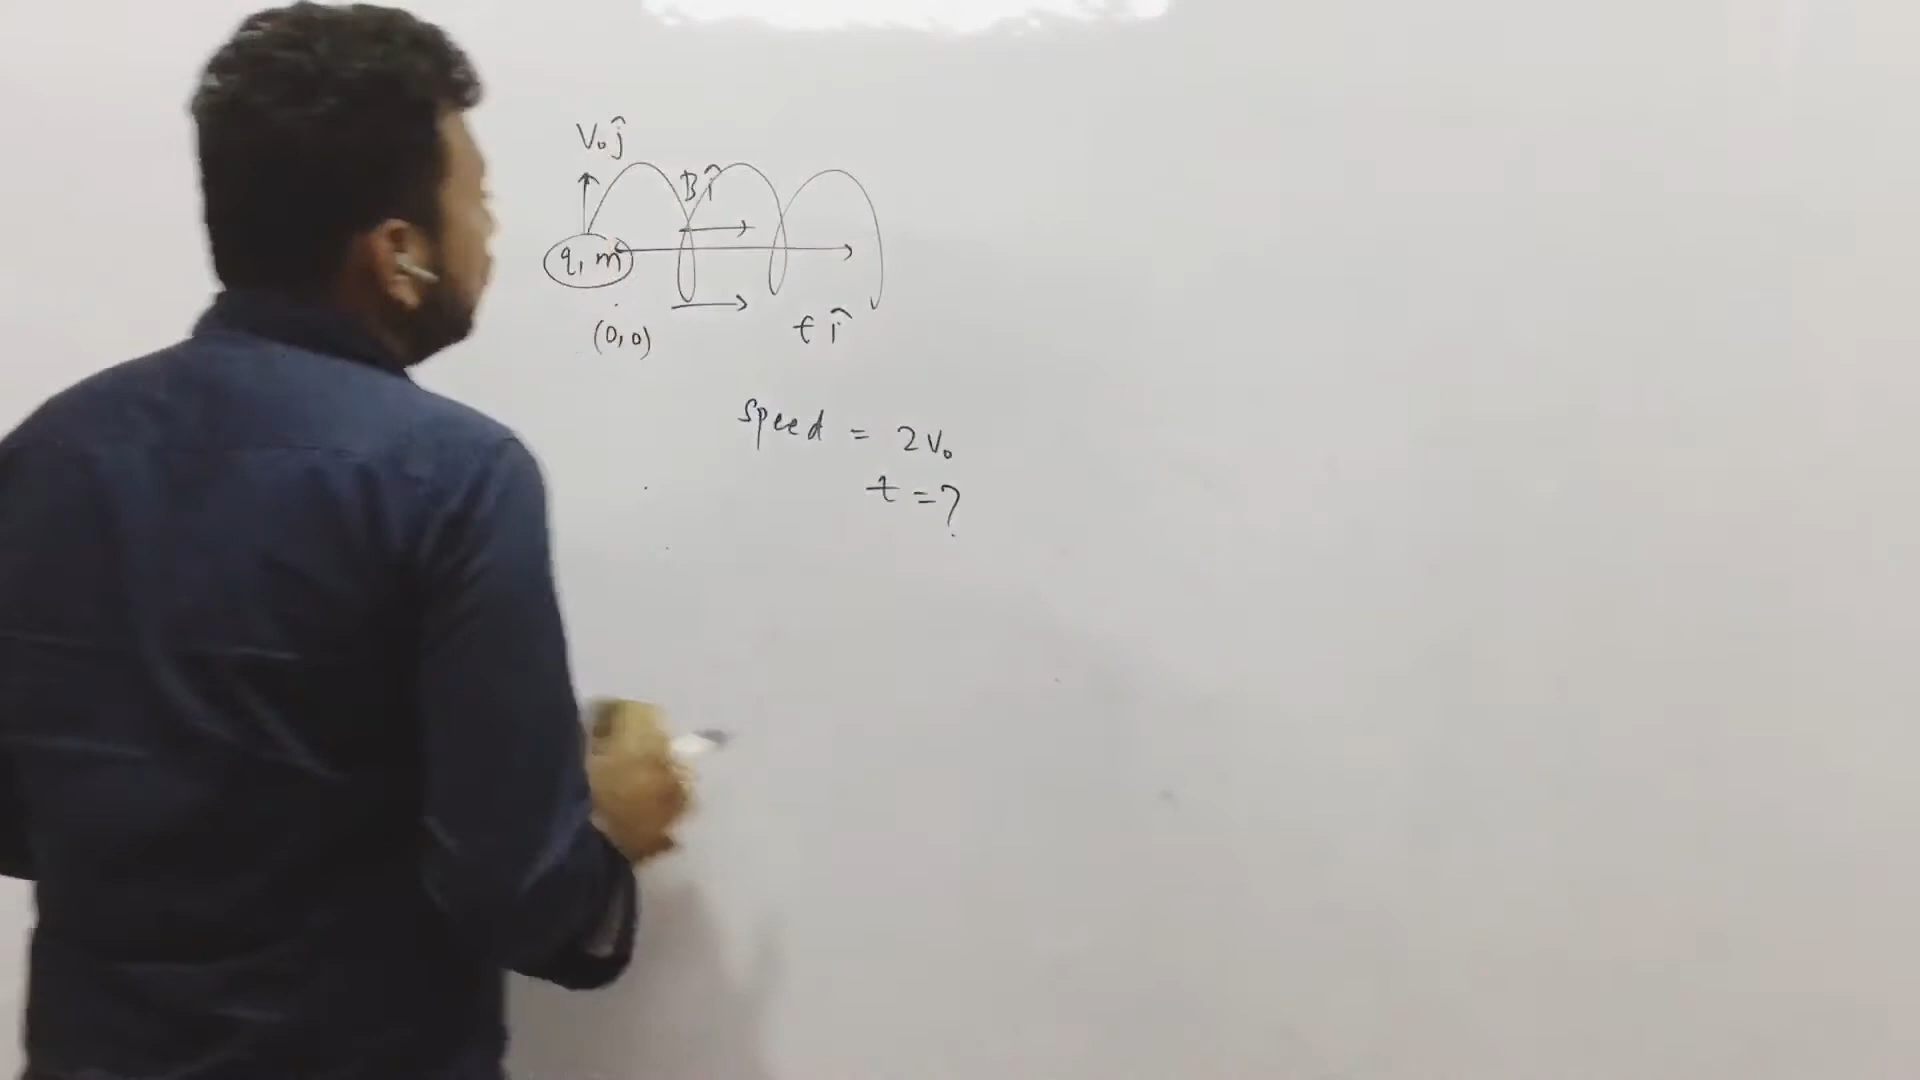 V₀ ĵ
B î
q, m
(0,0)
E î
speed = 2V₀
t = ?